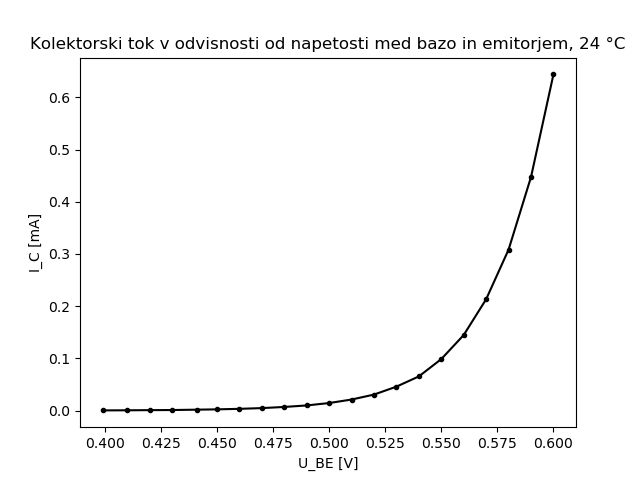 Kolektorski tok v odvisnosti od napetosti med bazo in emitorjem, 24 °C
I_C [mA]
0.6
0.5
0.4
0.3
0.2
0.1
0.0
0.400 0.425 0.450 0.475 0.500 0.525 0.550 0.575 0.600
U_BE [V]